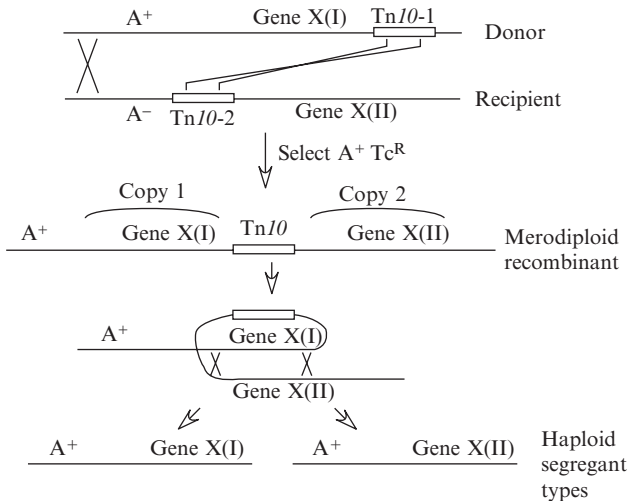 A⁺ Gene X(I) Tn10-1
Donor
Recipient
A⁻ Tn10-2 Gene X(II)
Select A⁺ Tcᴿ
Copy 1 Copy 2
A⁺ Gene X(I) Tn10 Gene X(II)
Merodiploid
recombinant
A⁺ Gene X(I)
Gene X(II)
A⁺ Gene X(I) A⁺ Gene X(II)
Haploid
segregant
types